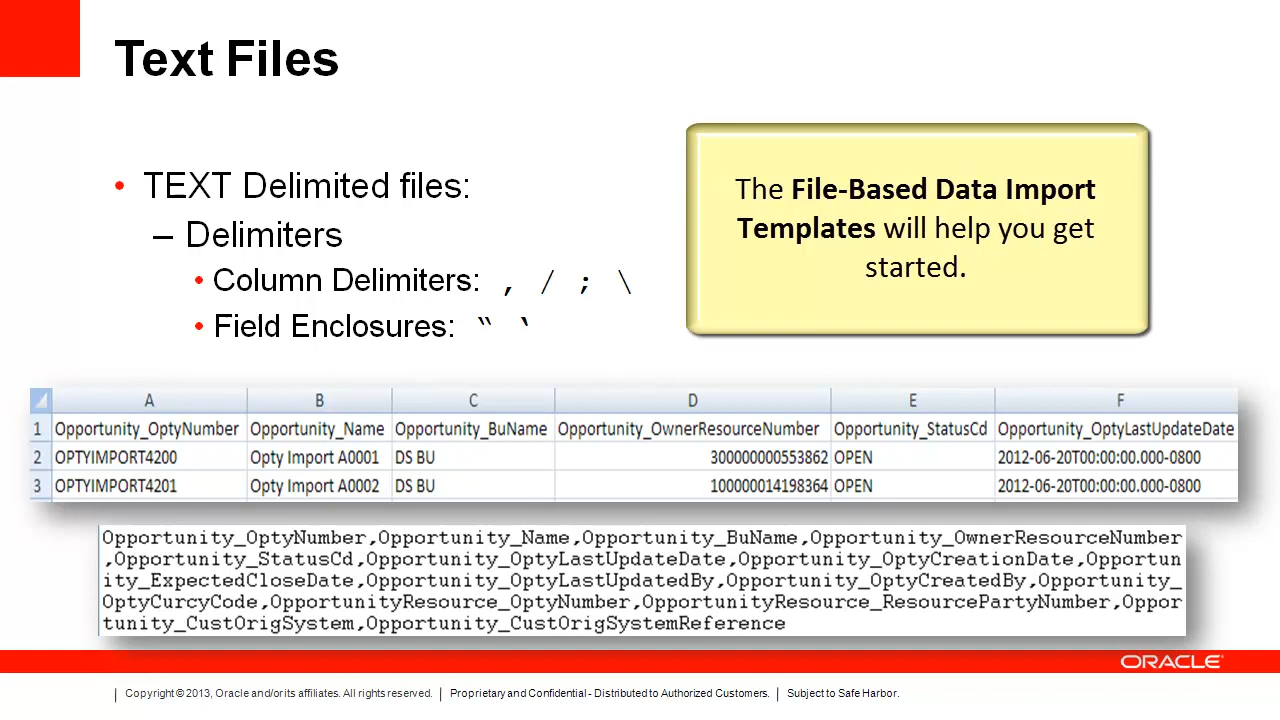 Text Files
• TEXT Delimited files:
– Delimiters
• Column Delimiters: , / ; \
• Field Enclosures: “ ‘
The File-Based Data Import
Templates will help you get
started.
A B C D E F
1 Opportunity_OptyNumber Opportunity_Name Opportunity_BuName Opportunity_OwnerResourceNumber Opportunity_StatusCd Opportunity_OptyLastUpdateDate
2 OPTYIMPORT4200 Opty Import A0001 DS BU 300000000553862 OPEN 2012-06-20T00:00:00.000-0800
3 OPTYIMPORT4201 Opty Import A0002 DS BU 100000014198364 OPEN 2012-06-20T00:00:00.000-0800
Opportunity_OptyNumber,Opportunity_Name,Opportunity_BuName,Opportunity_OwnerResourceNumber
,Opportunity_StatusCd,Opportunity_OptyLastUpdateDate,Opportunity_OptyCreationDate,Opportun
ity_ExpectedCloseDate,Opportunity_OptyLastUpdatedBy,Opportunity_OptyCreatedBy,Opportunity_
OptyCurcyCode,OpportunityResource_OptyNumber,OpportunityResource_ResourcePartyNumber,Oppor
tunity_CustOrigSystem,Opportunity_CustOrigSystemReference
ORACLE
Copyright © 2013, Oracle and/orits affiliates. All rights reserved. | Proprietary and Confidential - Distributed to Authorized Customers. | Subject to Safe Harbor.